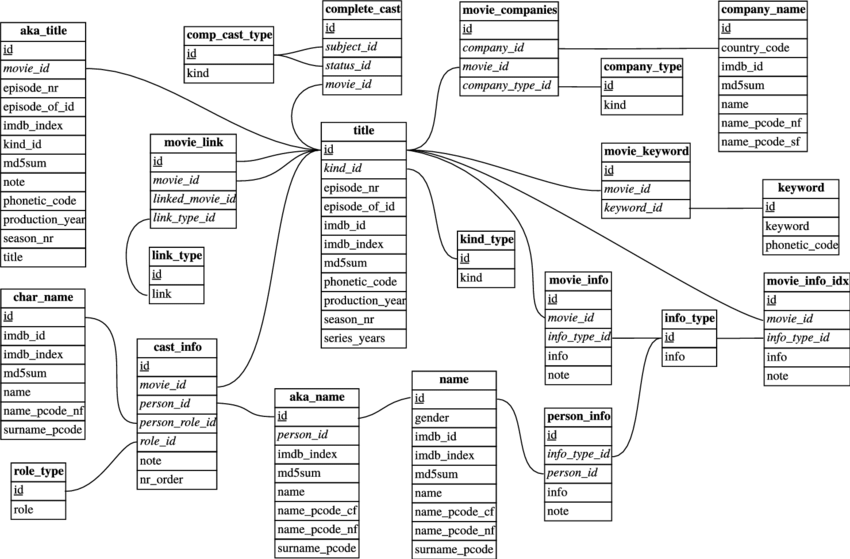 aka_title
id
movie_id
episode_nr
episode_of_id
imdb_index
kind_id
md5sum
note
phonetic_code
production_year
season_nr
title
comp_cast_type
id
kind
complete_cast
id
subject_id
status_id
movie_id
movie_companies
id
company_id
movie_id
company_type_id
company_type
id
kind
company_name
id
country_code
imdb_id
md5sum
name
name_pcode_nf
name_pcode_sf
movie_link
id
movie_id
linked_movie_id
link_type_id
link_type
id
link
title
id
kind_id
episode_nr
episode_of_id
imdb_id
imdb_index
md5sum
phonetic_code
production_year
season_nr
series_years
kind_type
id
kind
movie_keyword
id
movie_id
keyword_id
keyword
id
keyword
phonetic_code
movie_info
id
movie_id
info_type_id
info
note
info_type
id
info
movie_info_idx
id
movie_id
info_type_id
info
note
char_name
id
imdb_id
imdb_index
md5sum
name
name_pcode_nf
surname_pcode
role_type
id
role
cast_info
id
movie_id
person_id
person_role_id
role_id
note
nr_order
aka_name
id
person_id
imdb_index
md5sum
name
name_pcode_cf
name_pcode_nf
surname_pcode
name
id
gender
imdb_id
imdb_index
md5sum
name
name_pcode_cf
name_pcode_nf
surname_pcode
person_info
id
info_type_id
person_id
info
note